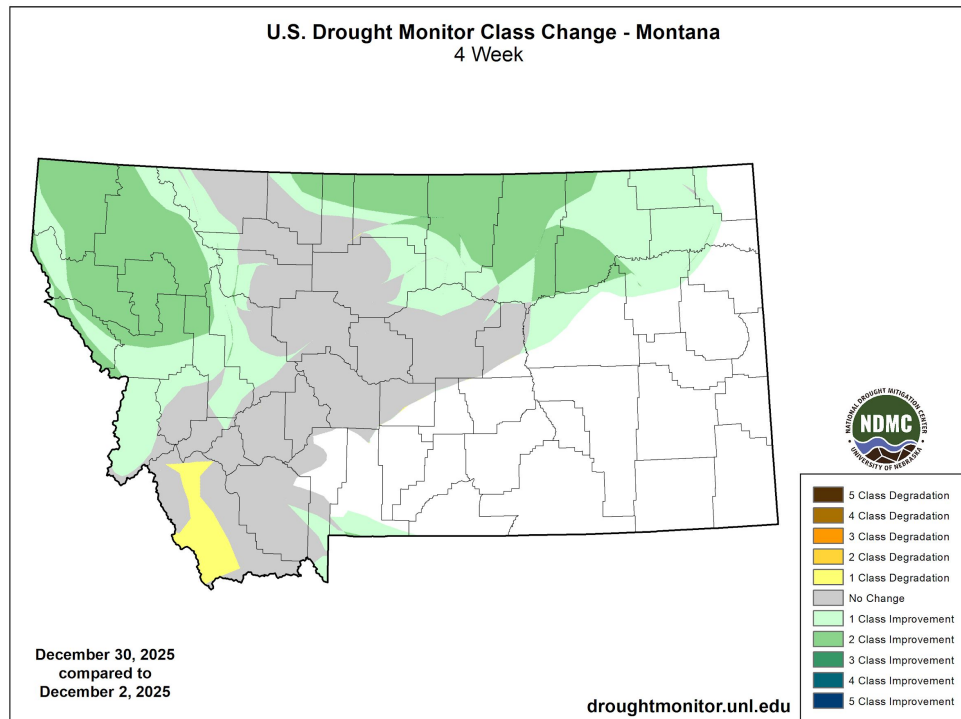 U.S. Drought Monitor Class Change - Montana
4 Week
NATIONAL DROUGHT MITIGATION CENTER
NDMC
UNIVERSITY OF NEBRASKA
5 Class Degradation
4 Class Degradation
3 Class Degradation
2 Class Degradation
1 Class Degradation
No Change
1 Class Improvement
2 Class Improvement
3 Class Improvement
4 Class Improvement
5 Class Improvement
December 30, 2025
compared to
December 2, 2025
droughtmonitor.unl.edu